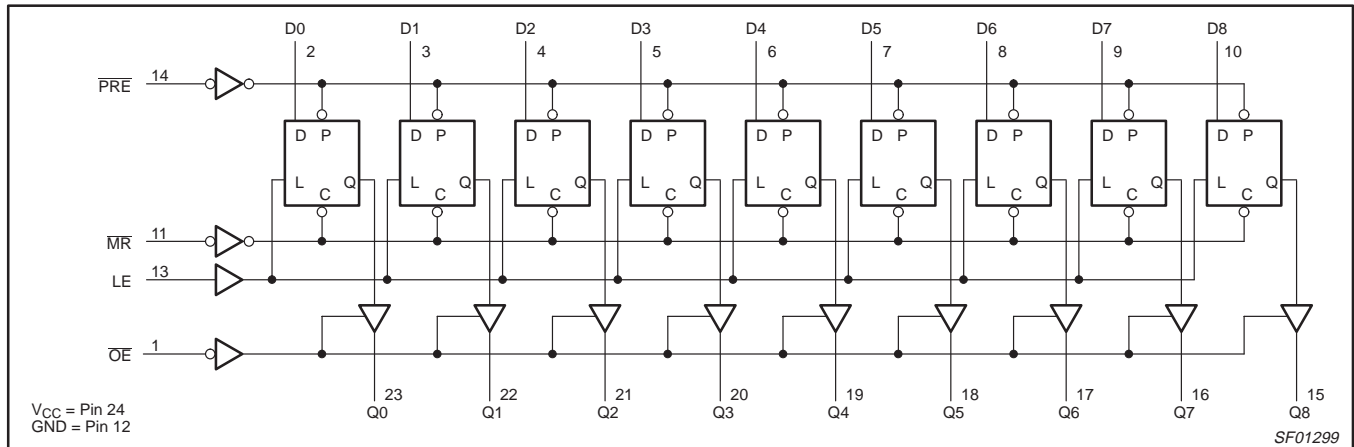 D0 D1 D2 D3 D4 D5 D6 D7 D8
2 3 4 5 6 7 8 9 10
PRE 14
D P D P D P D P D P D P D P D P D P
L Q L Q L Q L Q L Q L Q L Q L Q L Q
C C C C C C C C C
MR 11
LE 13
OE 1
23 22 21 20 19 18 17 16 15
Q0 Q1 Q2 Q3 Q4 Q5 Q6 Q7 Q8
VCC = Pin 24
GND = Pin 12
SF01299